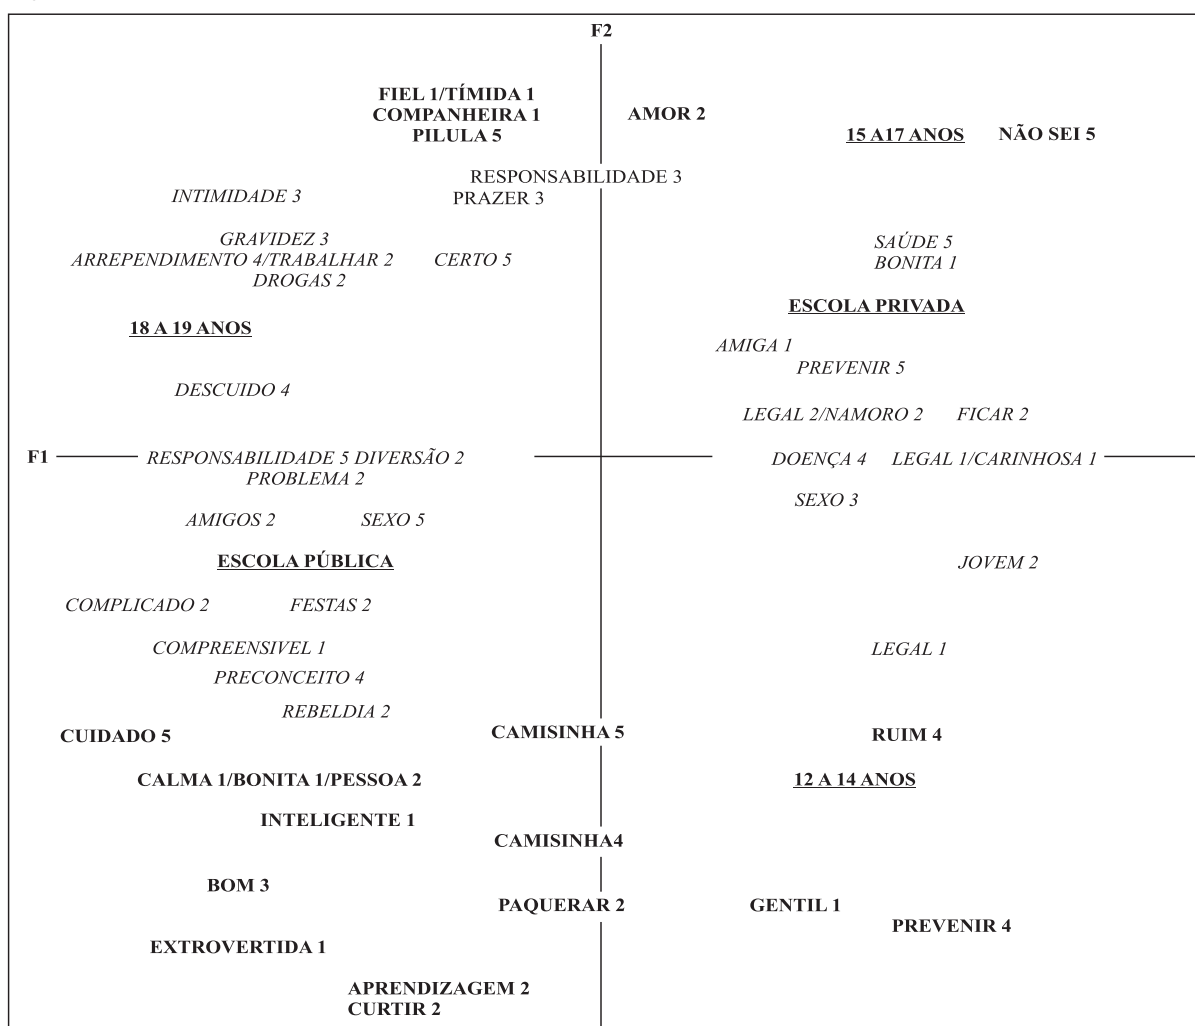 F2
FIEL 1/TÍMIDA 1
COMPANHEIRA 1
PILULA 5
AMOR 2
15 A17 ANOS
NÃO SEI 5
RESPONSABILIDADE 3
INTIMIDADE 3
PRAZER 3
GRAVIDEZ 3
ARREPENDIMENTO 4/TRABALHAR 2
DROGAS 2
CERTO 5
SAÚDE 5
BONITA 1
ESCOLA PRIVADA
18 A 19 ANOS
AMIGA 1
PREVENIR 5
DESCUIDO 4
LEGAL 2/NAMORO 2
FICAR 2
F1
RESPONSABILIDADE 5 DIVERSÃO 2
PROBLEMA 2
DOENÇA 4
LEGAL 1/CARINHOSA 1
SEXO 3
AMIGOS 2
SEXO 5
ESCOLA PÚBLICA
JOVEM 2
COMPLICADO 2
FESTAS 2
COMPREENSIVEL 1
LEGAL 1
PRECONCEITO 4
REBELDIA 2
CUIDADO 5
CAMISINHA 5
RUIM 4
CALMA 1/BONITA 1/PESSOA 2
12 A 14 ANOS
INTELIGENTE 1
CAMISINHA4
BOM 3
PAQUERAR 2
GENTIL 1
PREVENIR 4
EXTROVERTIDA 1
APRENDIZAGEM 2
CURTIR 2